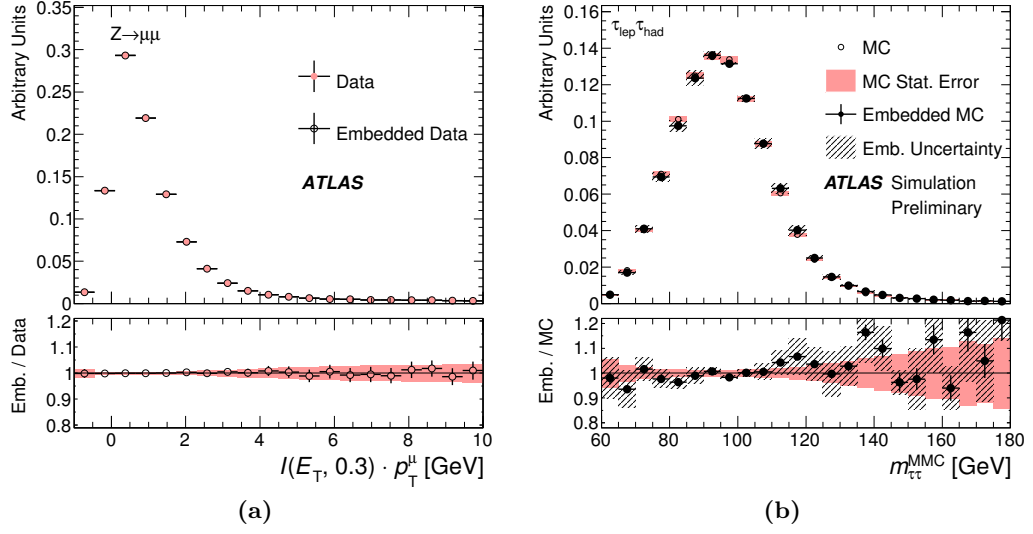 Arbitrary Units
0.3
0.25
0.2
0.15
0.1
0.05
0
Z→μμ
Data
Embedded Data
ATLAS
Emb. / Data
1.2
1.1
1
0.9
0.8
0 2 4 6 8 10
I(E_T, 0.3) · p_T^μ [GeV]
(a)
Arbitrary Units
0.16
0.14
0.12
0.1
0.08
0.06
0.04
0.02
0
τ_lep τ_had
MC
MC Stat. Error
Embedded MC
Emb. Uncertainty
ATLAS Simulation
Preliminary
Emb. / MC
1.2
1.1
1
0.9
0.8
60 80 100 120 140 160 180
m_ττ^MMC [GeV]
(b)